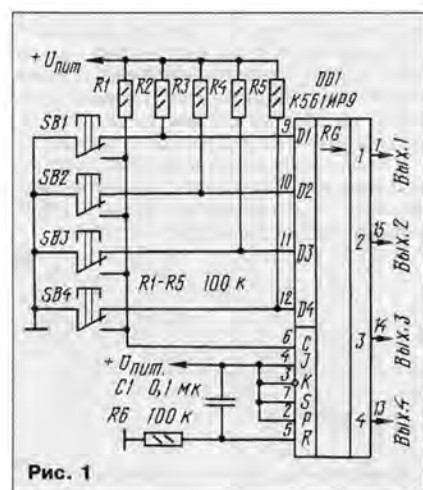 + Uпит
R1 R2 R3 R4 R5
DD1
К561ИР9
SB1
9 D1 RG 1 1 Вых.1
SB2
10 D2 2 15 Вых.2
SB3
11 D3
R1-R5 100 к
SB4
12 D4 3 14 Вых.3
6 C
+ Uпит.
4 J
C1 0,1 мк
3 K
7 S
R6 100 к
2 P 4 13 Вых.4
5 R
Рис. 1